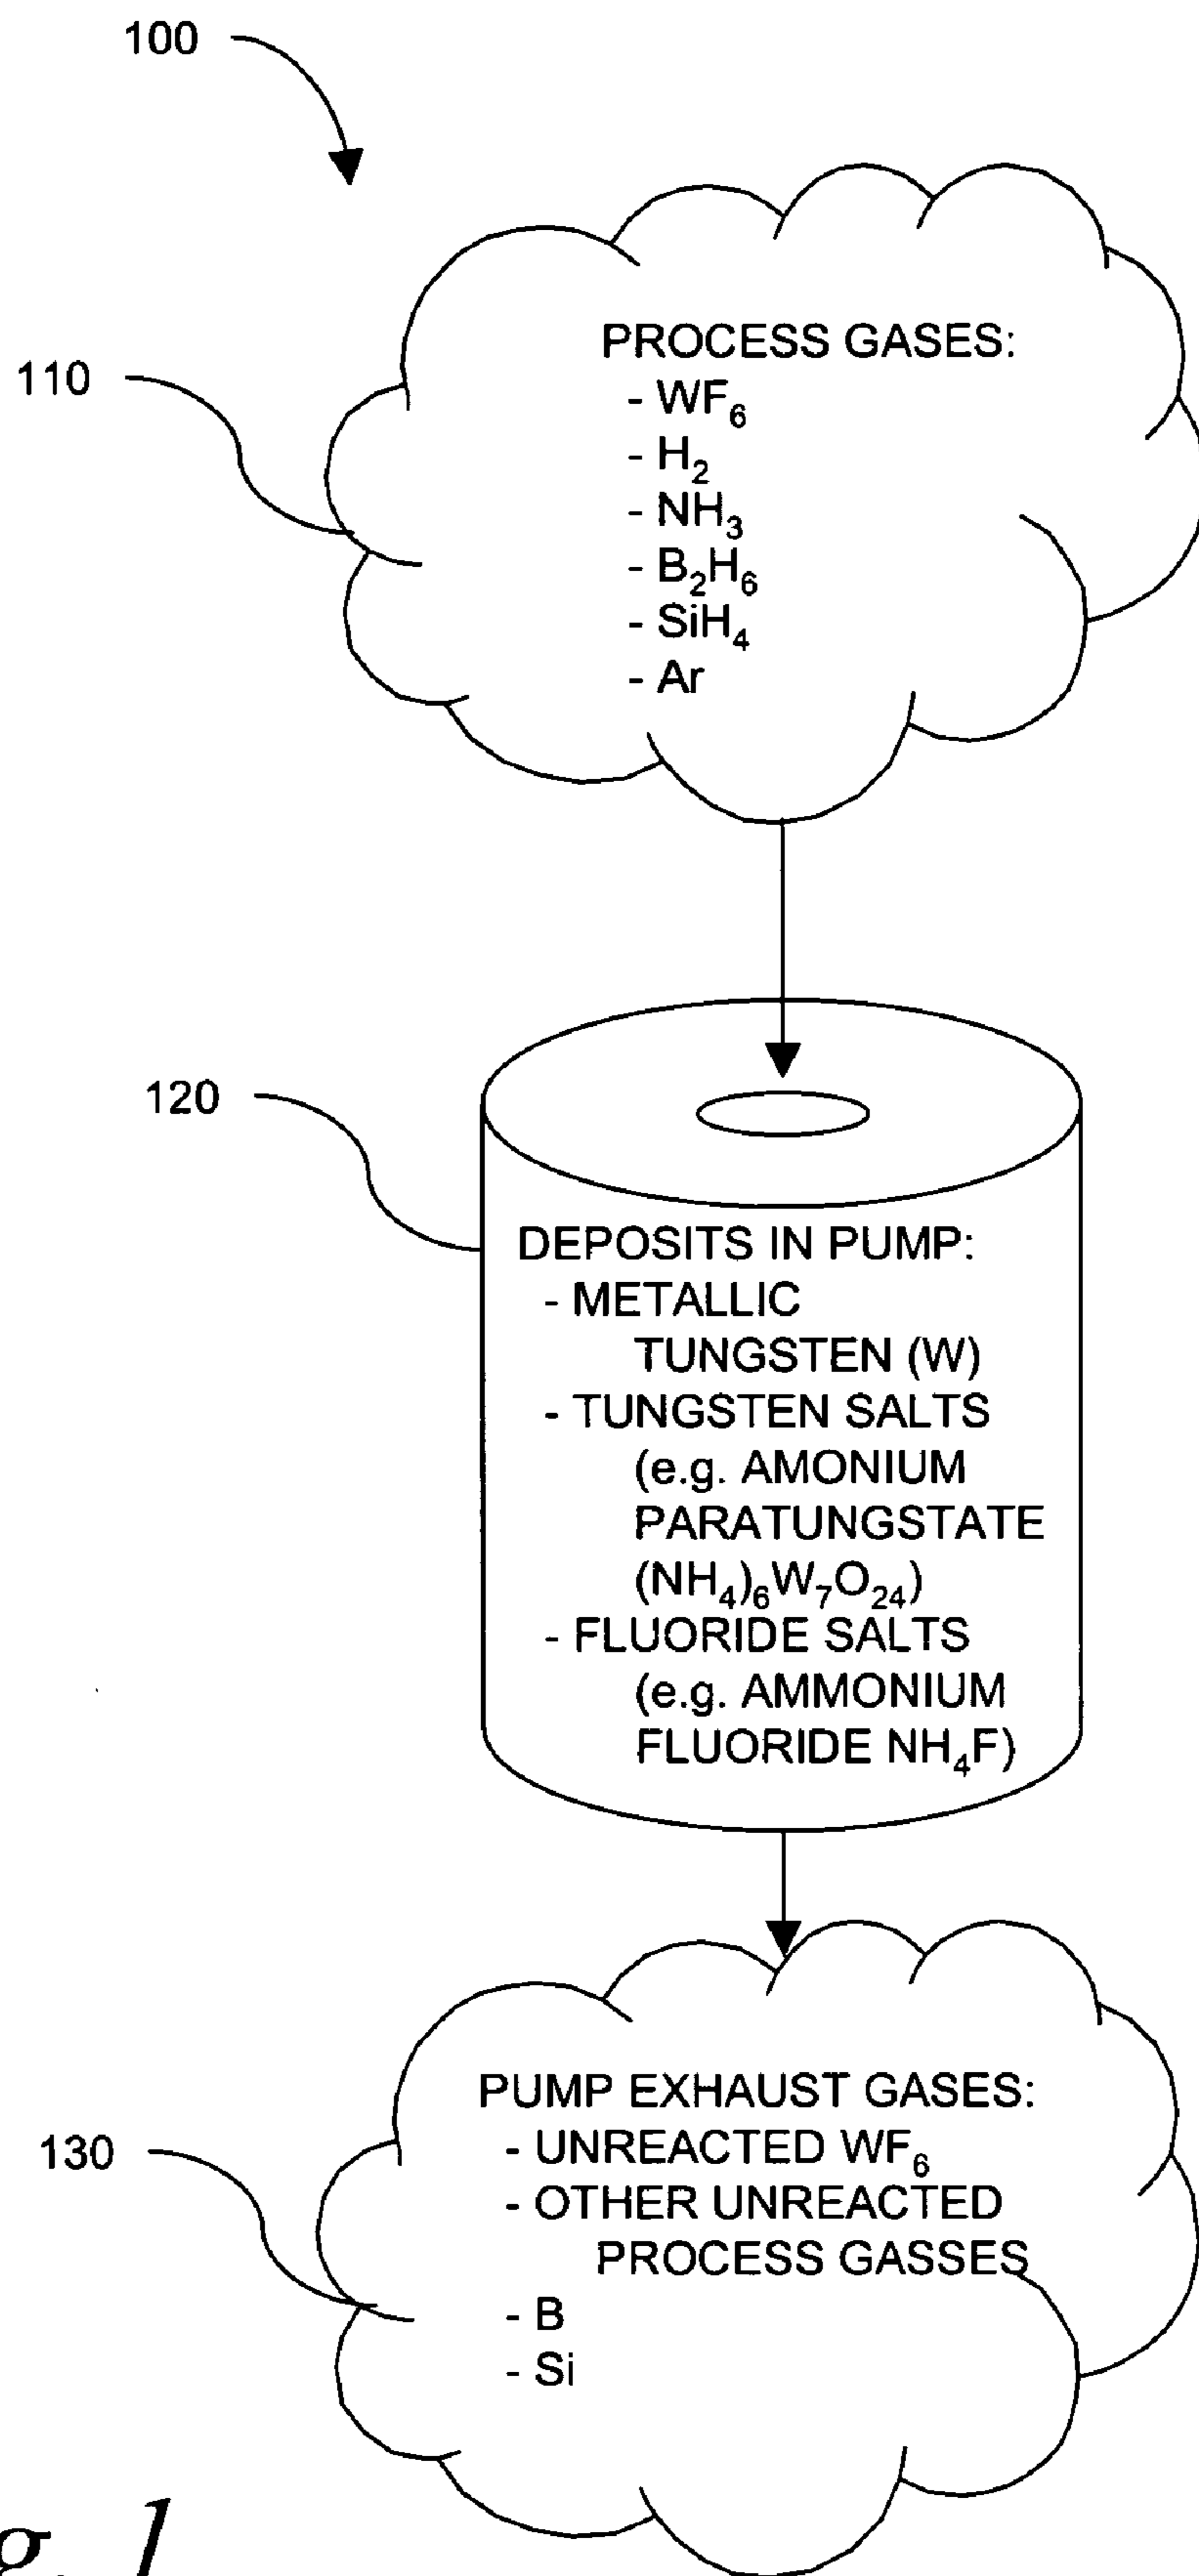 100
110
PROCESS GASES:
- WF₆
- H₂
- NH₃
- B₂H₆
- SiH₄
- Ar
120
DEPOSITS IN PUMP:
- METALLIC
TUNGSTEN (W)
- TUNGSTEN SALTS
(e.g. AMONIUM
PARATUNGSTATE
(NH₄)₆W₇O₂₄)
- FLUORIDE SALTS
(e.g. AMMONIUM
FLUORIDE NH₄F)
130
PUMP EXHAUST GASES:
- UNREACTED WF₆
- OTHER UNREACTED
PROCESS GASSES
- B
- Si
g. 1